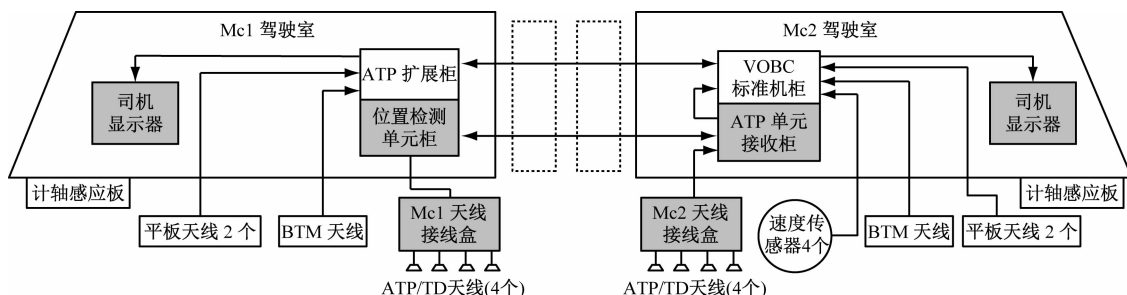 Mc1 驾驶室
ATP 扩展柜
位置检测
单元柜
司机
显示器
计轴感应板
平板天线 2 个
BTM 天线
Mc1 天线
接线盒
ATP/TD天线(4个)
Mc2 驾驶室
VOBC
标准机柜
ATP 单元
接收柜
司机
显示器
计轴感应板
Mc2 天线
接线盒
ATP/TD天线(4个)
速度传
感器4个
BTM 天线
平板天线 2 个